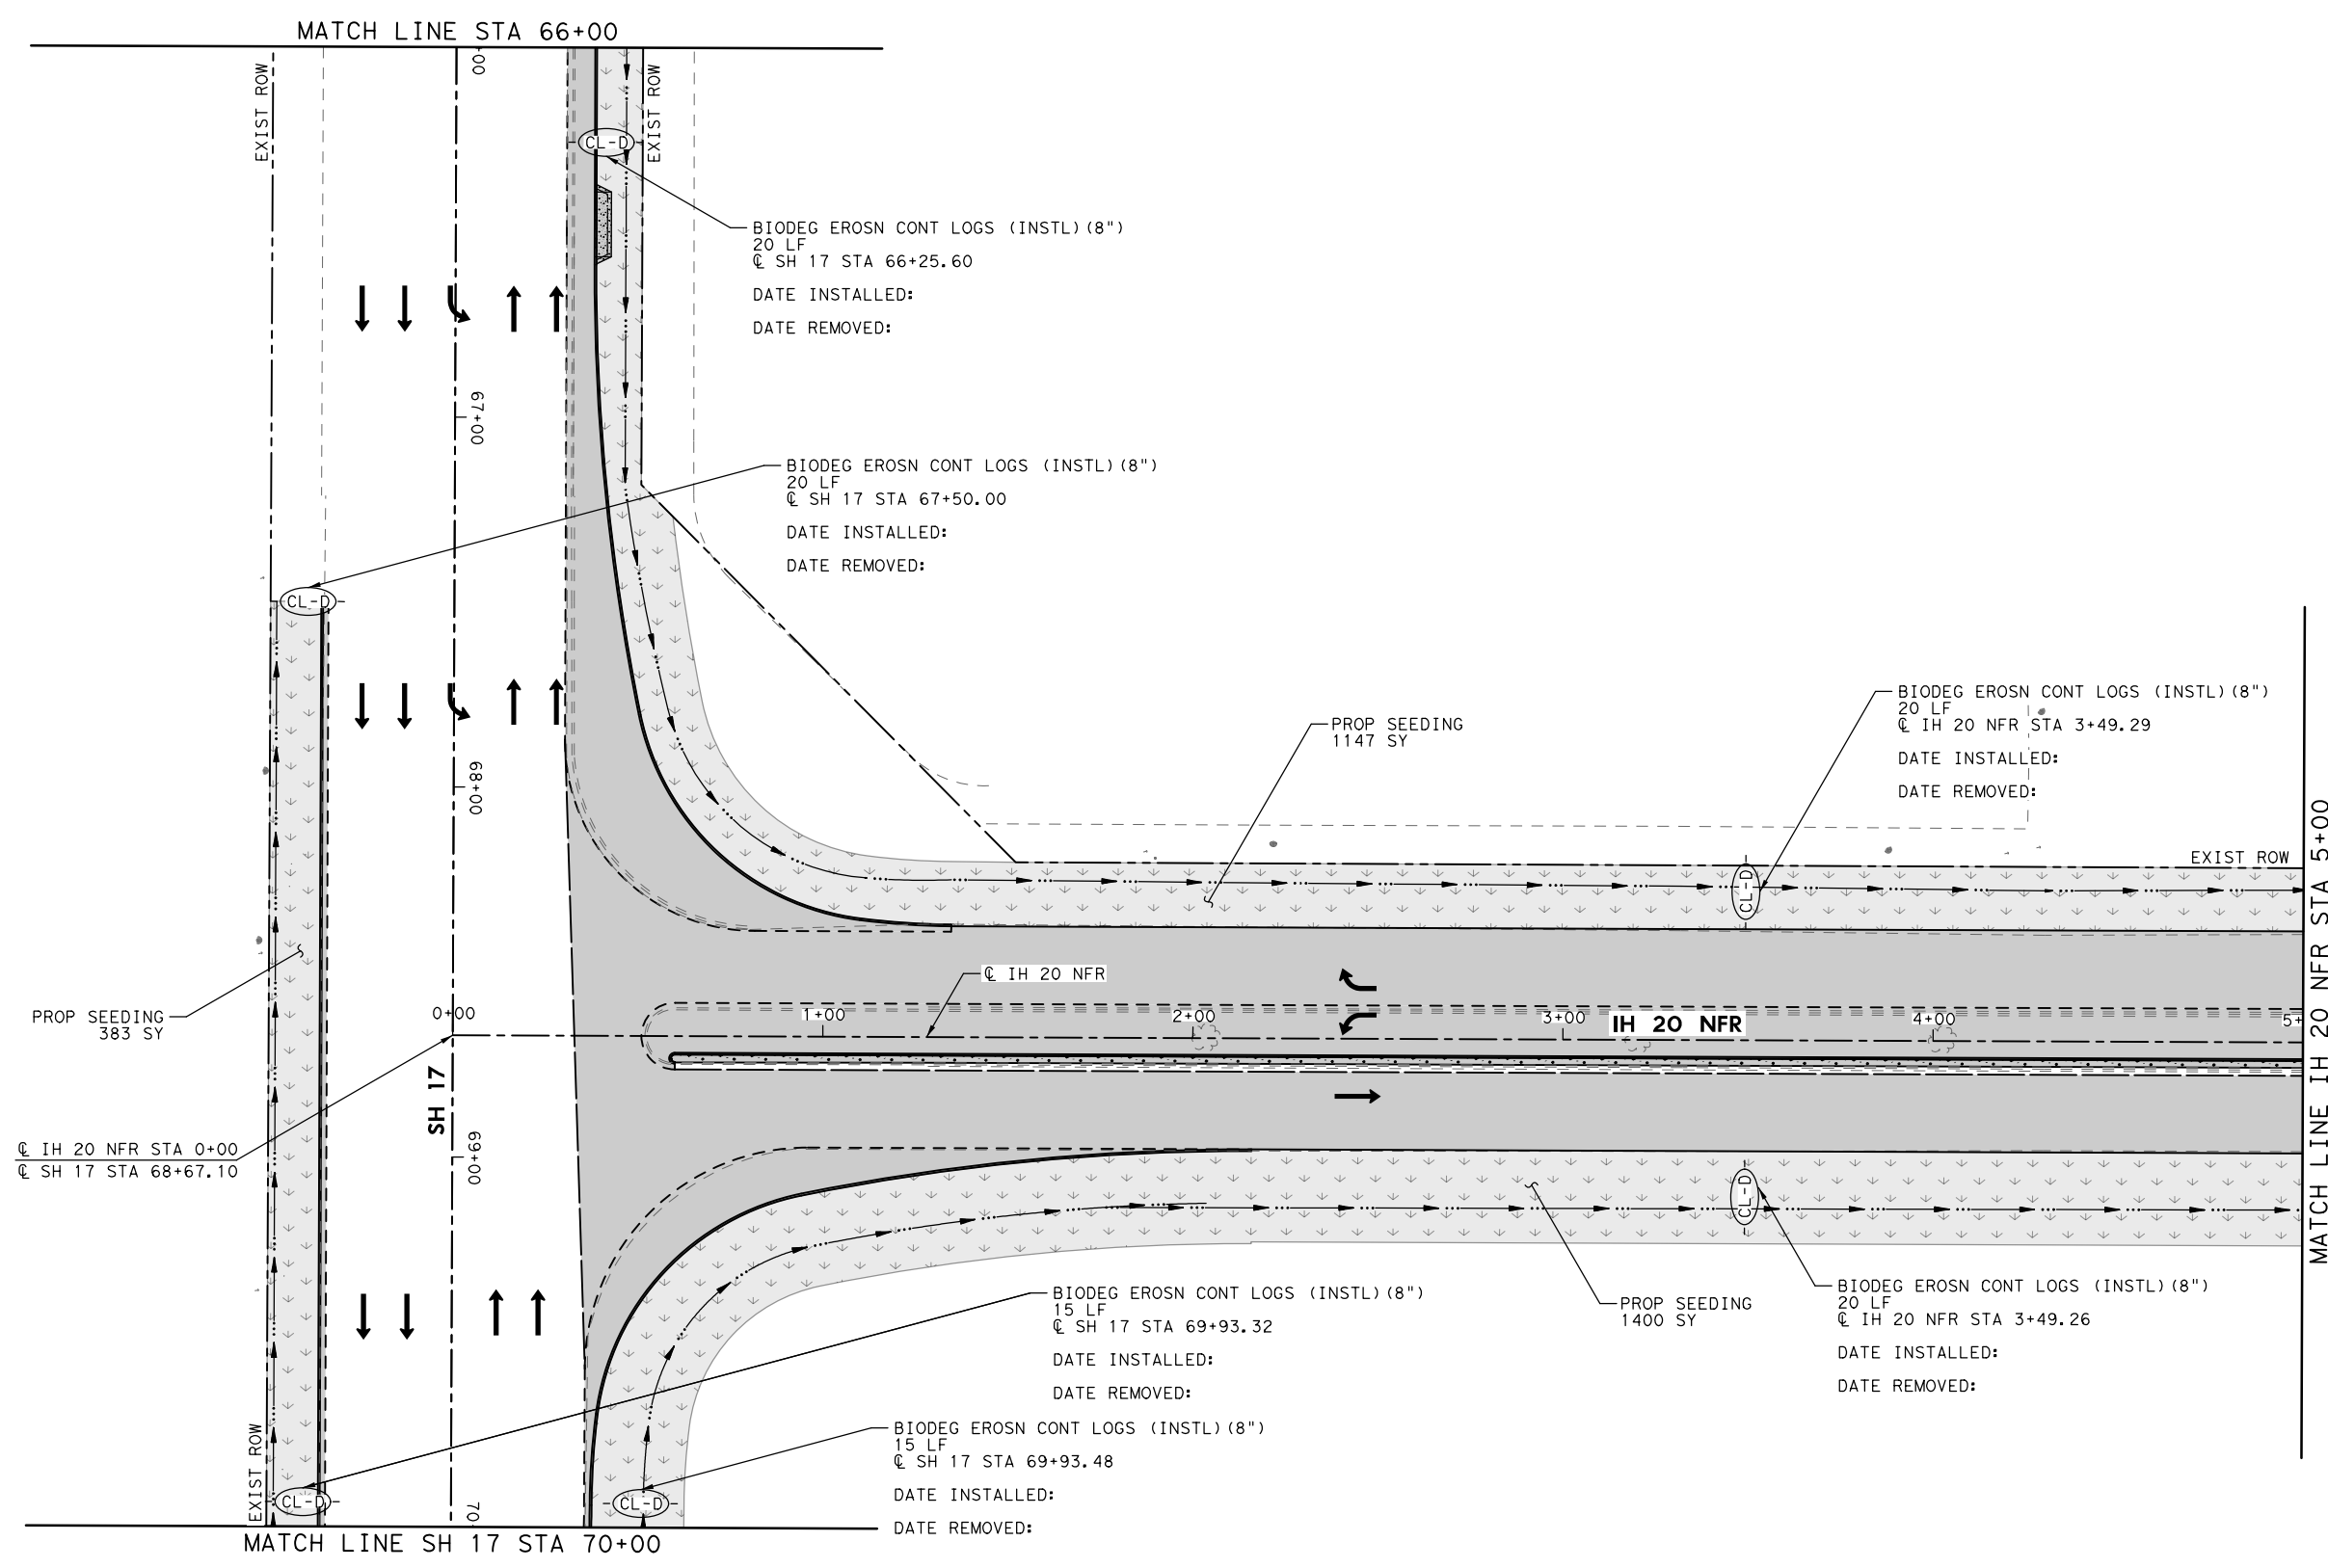 MATCH LINE STA 66+00
EXIST ROW
+00
EXIST ROW
CL-D
BIODEG EROSN CONT LOGS (INSTL)(8")
20 LF
℄ SH 17 STA 66+25.60
DATE INSTALLED:
DATE REMOVED:
67+00
BIODEG EROSN CONT LOGS (INSTL)(8")
20 LF
℄ SH 17 STA 67+50.00
DATE INSTALLED:
DATE REMOVED:
CL-D
BIODEG EROSN CONT LOGS (INSTL)(8")
20 LF
℄ IH 20 NFR STA 3+49.29
DATE INSTALLED:
DATE REMOVED:
PROP SEEDING
1147 SY
68+00
EXIST ROW
CL-D
MATCH LINE IH 20 NFR STA 5+00
℄ IH 20 NFR
PROP SEEDING
383 SY
0+00
1+00
2+00
3+00
IH 20 NFR
4+00
5+
SH 17
℄ IH 20 NFR STA 0+00
℄ SH 17 STA 68+67.10
69+00
CL-D
BIODEG EROSN CONT LOGS (INSTL)(8")
15 LF
℄ SH 17 STA 69+93.32
DATE INSTALLED:
DATE REMOVED:
PROP SEEDING
1400 SY
BIODEG EROSN CONT LOGS (INSTL)(8")
20 LF
℄ IH 20 NFR STA 3+49.26
DATE INSTALLED:
DATE REMOVED:
BIODEG EROSN CONT LOGS (INSTL)(8")
15 LF
℄ SH 17 STA 69+93.48
DATE INSTALLED:
DATE REMOVED:
EXIST ROW
CL-D
70
CL-D
MATCH LINE SH 17 STA 70+00